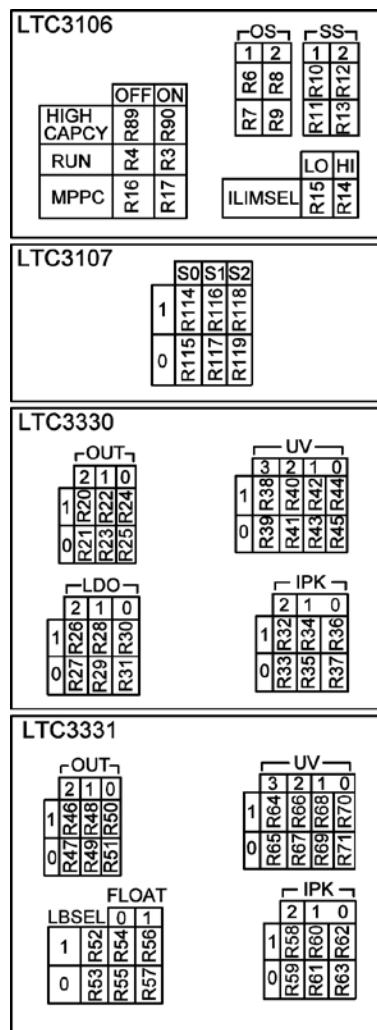 LTC3106
OS SS
1 2 1 2
R6 R8 R10 R12
R7 R9 R11 R13
OFF ON
HIGH CAPCY R89 R90
RUN R4 R3
MPPC R16 R17
LO HI
ILIMSEL R15 R14
LTC3107
S0 S1 S2
1 R114 R116 R118
0 R115 R117 R119
LTC3330
OUT
2 1 0
1 R20 R22 R24
0 R21 R23 R25
UV
3 2 1 0
1 R38 R40 R42 R44
0 R39 R41 R43 R45
LDO
2 1 0
1 R26 R28 R30
0 R27 R29 R31
IPK
2 1 0
1 R32 R34 R36
0 R33 R35 R37
LTC3331
OUT
2 1 0
1 R46 R48 R50
0 R47 R49 R51
UV
3 2 1 0
1 R64 R66 R68 R70
0 R65 R67 R69 R71
FLOAT
LBSEL 0 1
1 R52 R54 R56
0 R53 R55 R57
IPK
2 1 0
1 R58 R60 R62
0 R59 R61 R63